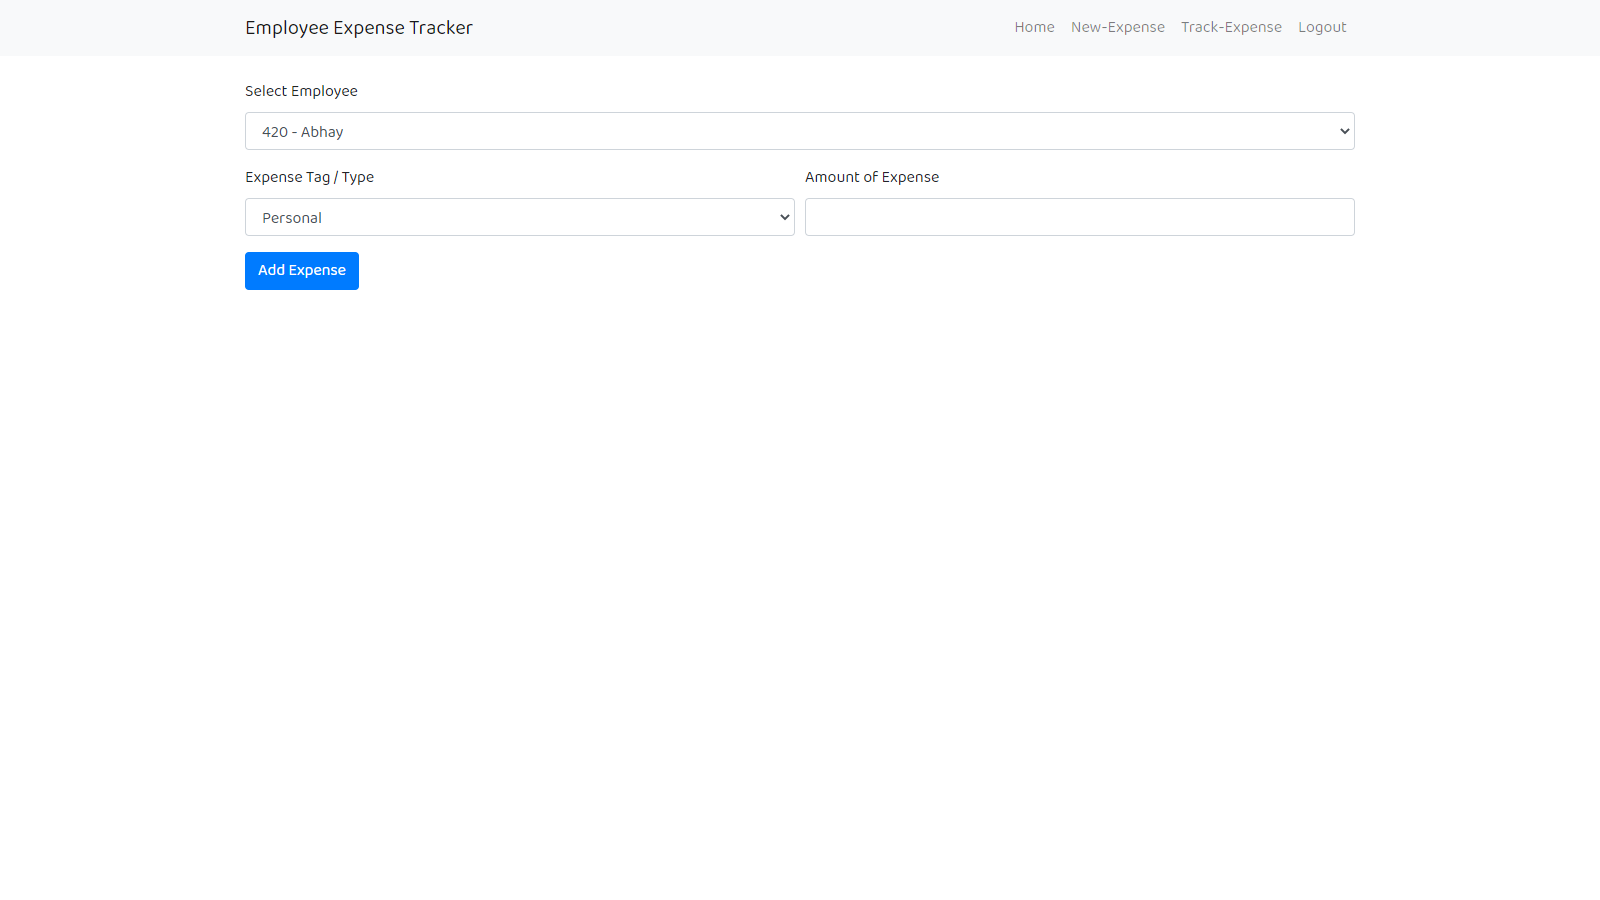 Employee Expense Tracker Home New-Expense Track-Expense Logout
Select Employee
420 - Abhay
Expense Tag / Type Amount of Expense
Personal
Add Expense